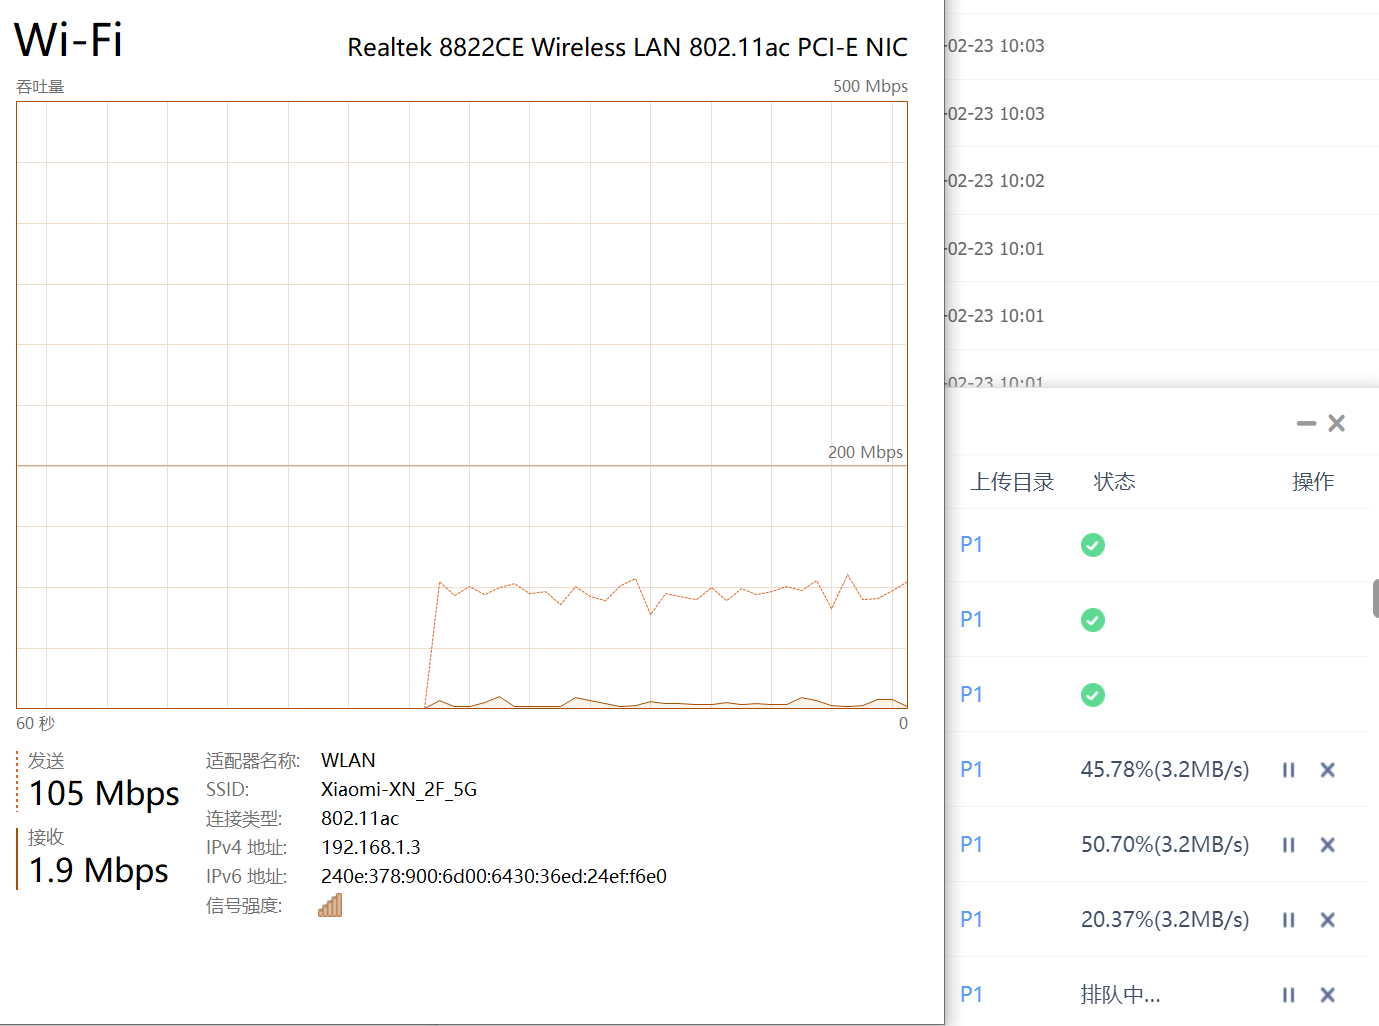 Wi-Fi
Realtek 8822CE Wireless LAN 802.11ac PCI-E NIC
吞吐量
500 Mbps
200 Mbps
60 秒
0
发送
105 Mbps
接收
1.9 Mbps
适配器名称: WLAN
SSID: Xiaomi-XN_2F_5G
连接类型: 802.11ac
IPv4 地址: 192.168.1.3
IPv6 地址: 240e:378:900:6d00:6430:36ed:24ef:f6e0
信号强度:
-02-23 10:03
-02-23 10:03
-02-23 10:02
-02-23 10:01
-02-23 10:01
-02-23 10:01
上传目录 状态 操作
P1
P1
P1
P1 45.78%(3.2MB/s)
P1 50.70%(3.2MB/s)
P1 20.37%(3.2MB/s)
P1 排队中...